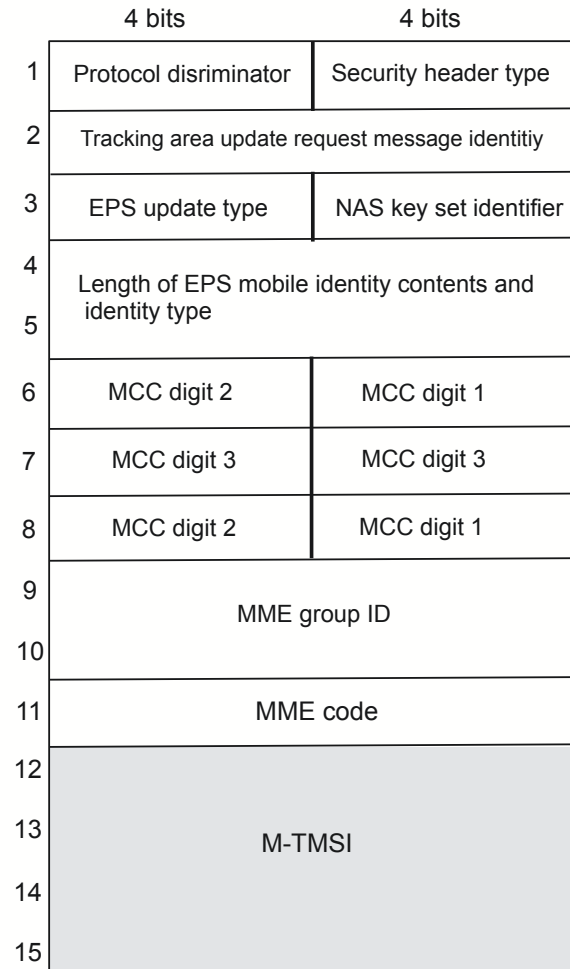 4 bits 4 bits
1 Protocol disriminator Security header type
2 Tracking area update request message identitiy
3 EPS update type NAS key set identifier
4 Length of EPS mobile identity contents and
5 identity type
6 MCC digit 2 MCC digit 1
7 MCC digit 3 MCC digit 3
8 MCC digit 2 MCC digit 1
9
MME group ID
10
11 MME code
12
13 M-TMSI
14
15